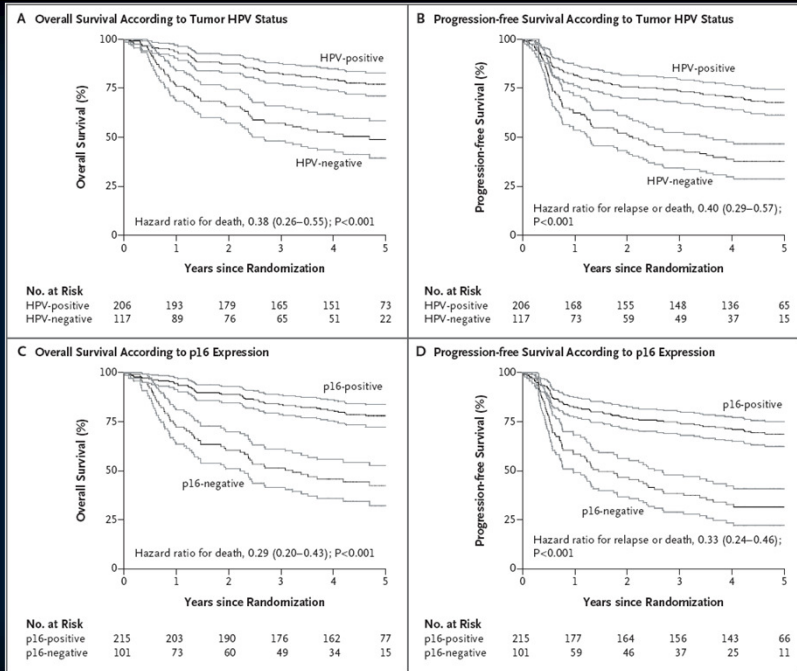 A Overall Survival According to Tumor HPV Status
100
75
50
25
0
Overall Survival (%)
HPV-positive
HPV-negative
Hazard ratio for death, 0.38 (0.26–0.55); P<0.001
0 1 2 3 4 5
Years since Randomization
No. at Risk
HPV-positive 206 193 179 165 151 73
HPV-negative 117 89 76 65 51 22
B Progression-free Survival According to Tumor HPV Status
100
75
50
25
0
Progression-free Survival (%)
HPV-positive
HPV-negative
Hazard ratio for relapse or death, 0.40 (0.29–0.57);
P<0.001
0 1 2 3 4 5
Years since Randomization
No. at Risk
HPV-positive 206 168 155 148 136 65
HPV-negative 117 73 59 49 37 15
C Overall Survival According to p16 Expression
100
75
50
25
0
Overall Survival (%)
p16-positive
p16-negative
Hazard ratio for death, 0.29 (0.20–0.43); P<0.001
0 1 2 3 4 5
Years since Randomization
No. at Risk
p16-positive 215 203 190 176 162 77
p16-negative 101 73 60 49 34 15
D Progression-free Survival According to p16 Expression
100
75
50
25
0
Progression-free Survival (%)
p16-positive
p16-negative
Hazard ratio for relapse or death, 0.33 (0.24–0.46);
P<0.001
0 1 2 3 4 5
Years since Randomization
No. at Risk
p16-positive 215 177 164 156 143 66
p16-negative 101 59 46 37 25 11